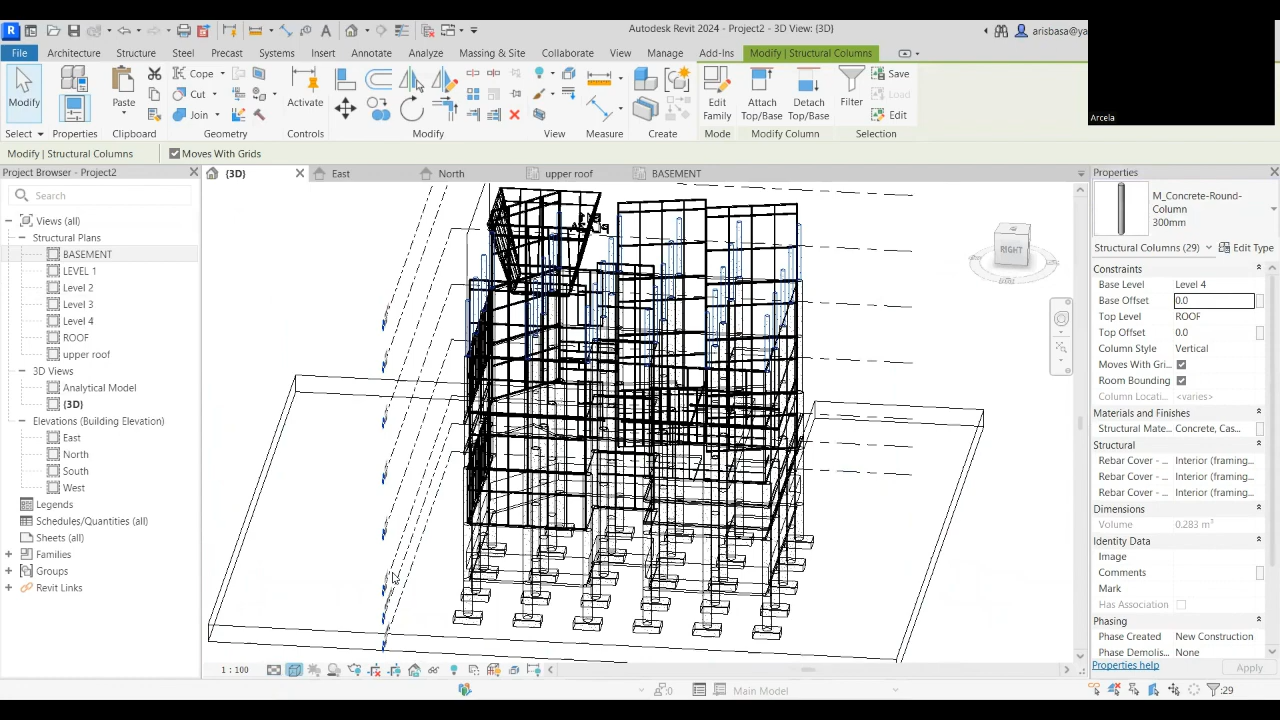 Autodesk Revit 2024 - Project2 - 3D View: {3D}
arisbasa@ya
File Architecture Structure Steel Precast Systems Insert Annotate Analyze Massing & Site Collaborate View Manage Add-Ins Modify | Structural Columns
Modify
Paste
Cope
Cut
Join
Activate
Edit Family
Attach Top/Base
Detach Top/Base
Filter
Save
Load
Edit
Select Properties Clipboard Geometry Controls Modify View Measure Create Mode Modify Column Selection
Arcela
Modify | Structural Columns
Moves With Grids
Project Browser - Project2
Search
Views (all)
Structural Plans
BASEMENT
LEVEL 1
Level 2
Level 3
Level 4
ROOF
upper roof
3D Views
Analytical Model
{3D}
Elevations (Building Elevation)
East
North
South
West
Legends
Schedules/Quantities (all)
Sheets (all)
Families
Groups
Revit Links
{3D} East North upper roof BASEMENT
RIGHT
1 : 100
Properties
M_Concrete-Round-Column
300mm
Structural Columns (29) Edit Type
Constraints
Base Level Level 4
Base Offset 0.0
Top Level ROOF
Top Offset 0.0
Column Style Vertical
Moves With Gri...
Room Bounding
Column Locati... <varies>
Materials and Finishes
Structural Mate... Concrete, Cas...
Structural
Rebar Cover - ... Interior (framing...
Rebar Cover - ... Interior (framing...
Rebar Cover - ... Interior (framing...
Dimensions
Volume 0.283 m³
Identity Data
Image
Comments
Mark
Has Association
Phasing
Phase Created New Construction
Phase Demolis... None
Properties help Apply
:0 Main Model
:29